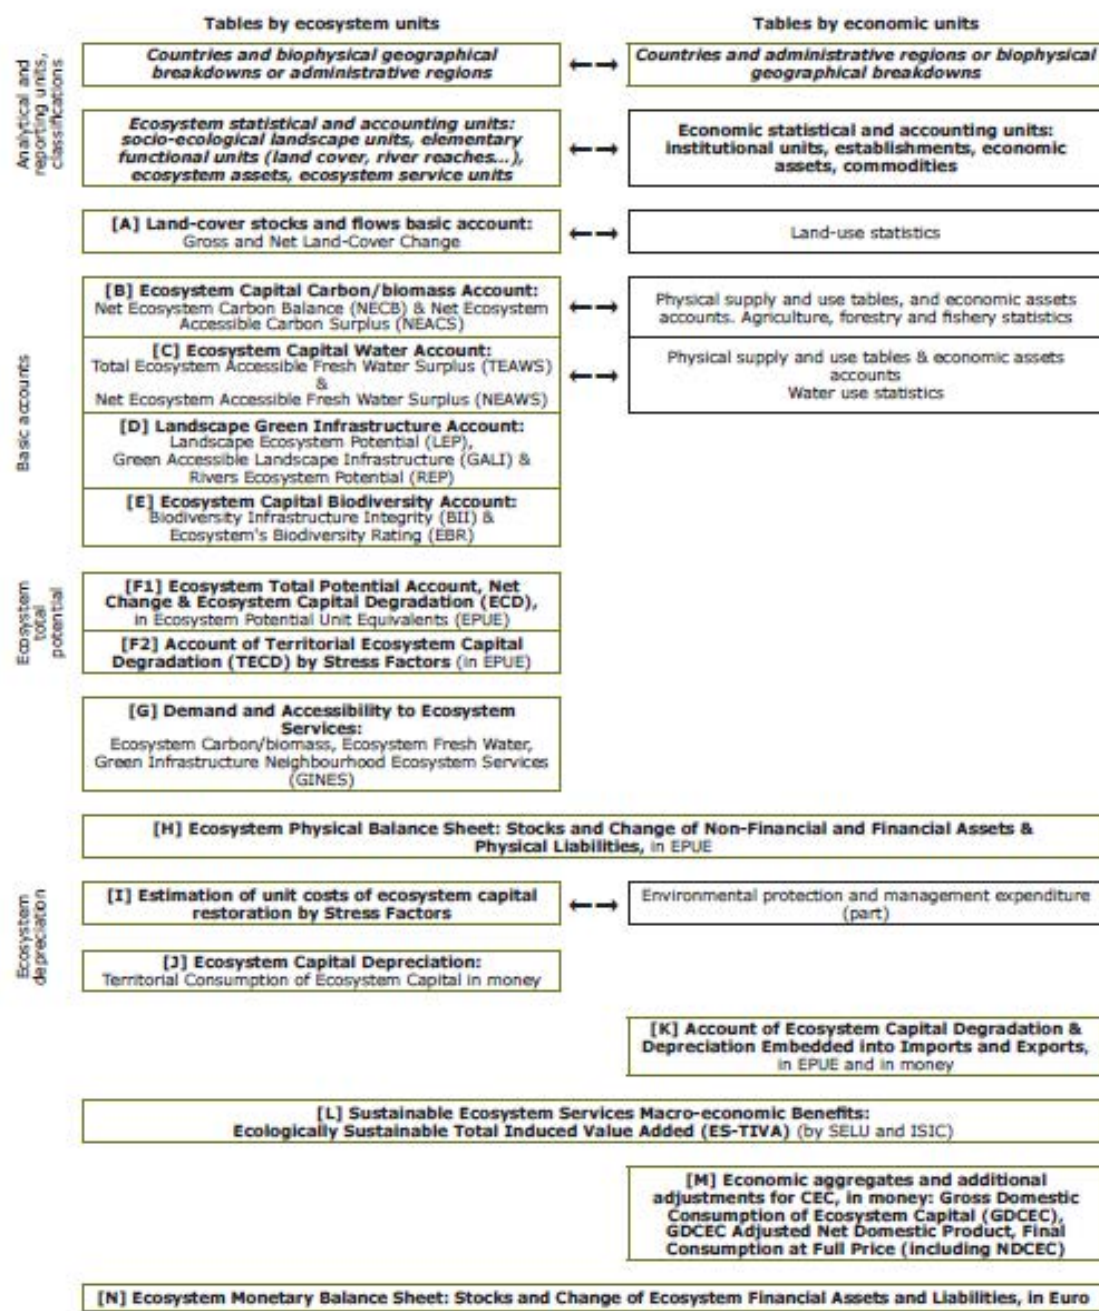 Tables by ecosystem units
Tables by economic units
Analytical and
reporting units,
classifications
Countries and biophysical geographical
breakdowns or administrative regions
Countries and administrative regions or biophysical
geographical breakdowns
Ecosystem statistical and accounting units:
socio-ecological landscape units, elementary
functional units (land cover, river reaches...),
ecosystem assets, ecosystem service units
Economic statistical and accounting units:
institutional units, establishments, economic
assets, commodities
Basic accounts
[A] Land-cover stocks and flows basic account:
Gross and Net Land-Cover Change
Land-use statistics
[B] Ecosystem Capital Carbon/biomass Account:
Net Ecosystem Carbon Balance (NECB) & Net Ecosystem
Accessible Carbon Surplus (NEACS)
Physical supply and use tables, and economic assets
accounts. Agriculture, forestry and fishery statistics
[C] Ecosystem Capital Water Account:
Total Ecosystem Accessible Fresh Water Surplus (TEAWS)
&
Net Ecosystem Accessible Fresh Water Surplus (NEAWS)
Physical supply and use tables & economic assets
accounts
Water use statistics
[D] Landscape Green Infrastructure Account:
Landscape Ecosystem Potential (LEP),
Green Accessible Landscape Infrastructure (GALI) &
Rivers Ecosystem Potential (REP)
[E] Ecosystem Capital Biodiversity Account:
Biodiversity Infrastructure Integrity (BII) &
Ecosystem's Biodiversity Rating (EBR)
Ecosystem
total
potential
[F1] Ecosystem Total Potential Account, Net
Change & Ecosystem Capital Degradation (ECD),
in Ecosystem Potential Unit Equivalents (EPUE)
[F2] Account of Territorial Ecosystem Capital
Degradation (TECD) by Stress Factors (in EPUE)
[G] Demand and Accessibility to Ecosystem
Services:
Ecosystem Carbon/biomass, Ecosystem Fresh Water,
Green Infrastructure Neighbourhood Ecosystem Services
(GINES)
[H] Ecosystem Physical Balance Sheet: Stocks and Change of Non-Financial and Financial Assets &
Physical Liabilities, in EPUE
Ecosystem
depreciation
[I] Estimation of unit costs of ecosystem capital
restoration by Stress Factors
Environmental protection and management expenditure
(part)
[J] Ecosystem Capital Depreciation:
Territorial Consumption of Ecosystem Capital in money
[K] Account of Ecosystem Capital Degradation &
Depreciation Embedded into Imports and Exports,
in EPUE and in money
[L] Sustainable Ecosystem Services Macro-economic Benefits:
Ecologically Sustainable Total Induced Value Added (ES-TIVA) (by SELU and ISIC)
[M] Economic aggregates and additional
adjustments for CEC, in money: Gross Domestic
Consumption of Ecosystem Capital (GDCEC),
GDCEC Adjusted Net Domestic Product, Final
Consumption at Full Price (including NDCEC)
[N] Ecosystem Monetary Balance Sheet: Stocks and Change of Ecosystem Financial Assets and Liabilities, in Euro